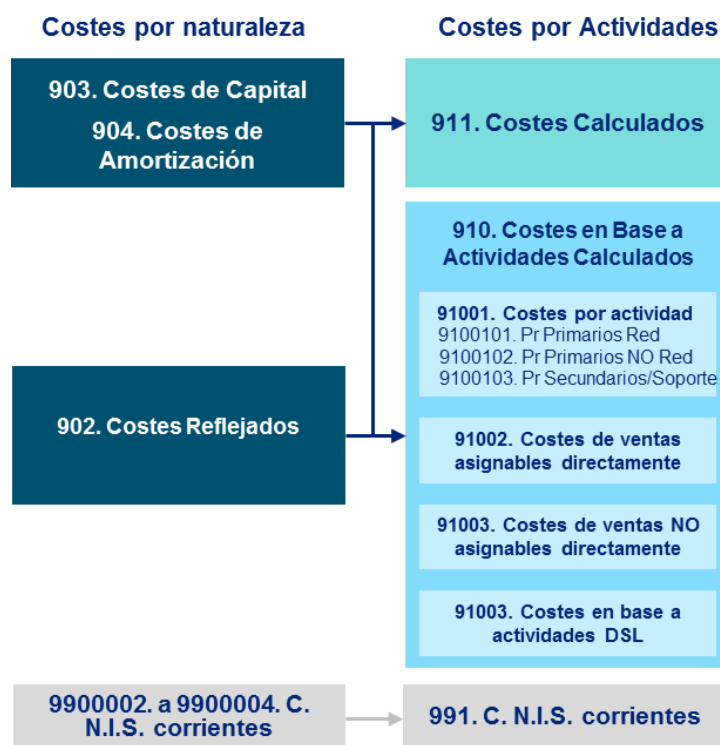 Costes por naturaleza
Costes por Actividades
903. Costes de Capital
904. Costes de
Amortización
911. Costes Calculados
910. Costes en Base a
Actividades Calculados
91001. Costes por actividad
9100101. Pr Primarios Red
9100102. Pr Primarios NO Red
9100103. Pr Secundarios/Soporte
902. Costes Reflejados
91002. Costes de ventas
asignables directamente
91003. Costes de ventas NO
asignables directamente
91003. Costes en base a
actividades DSL
9900002. a 9900004. C.
N.I.S. corrientes
991. C. N.I.S. corrientes